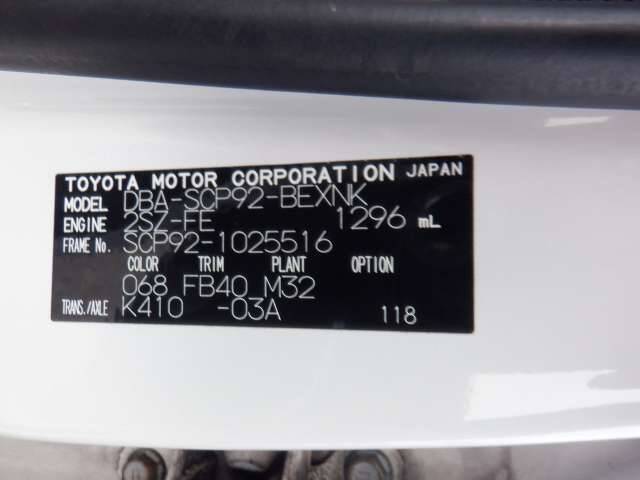 TOYOTA MOTOR CORPORATION JAPAN
MODEL DBA-SCP92-BEXNK
ENGINE 2SZ-FE 1296 mL
FRAME No. SCP92-1025516
COLOR TRIM PLANT OPTION
068 FB40 M32
TRANS./AXLE K410 -03A 118